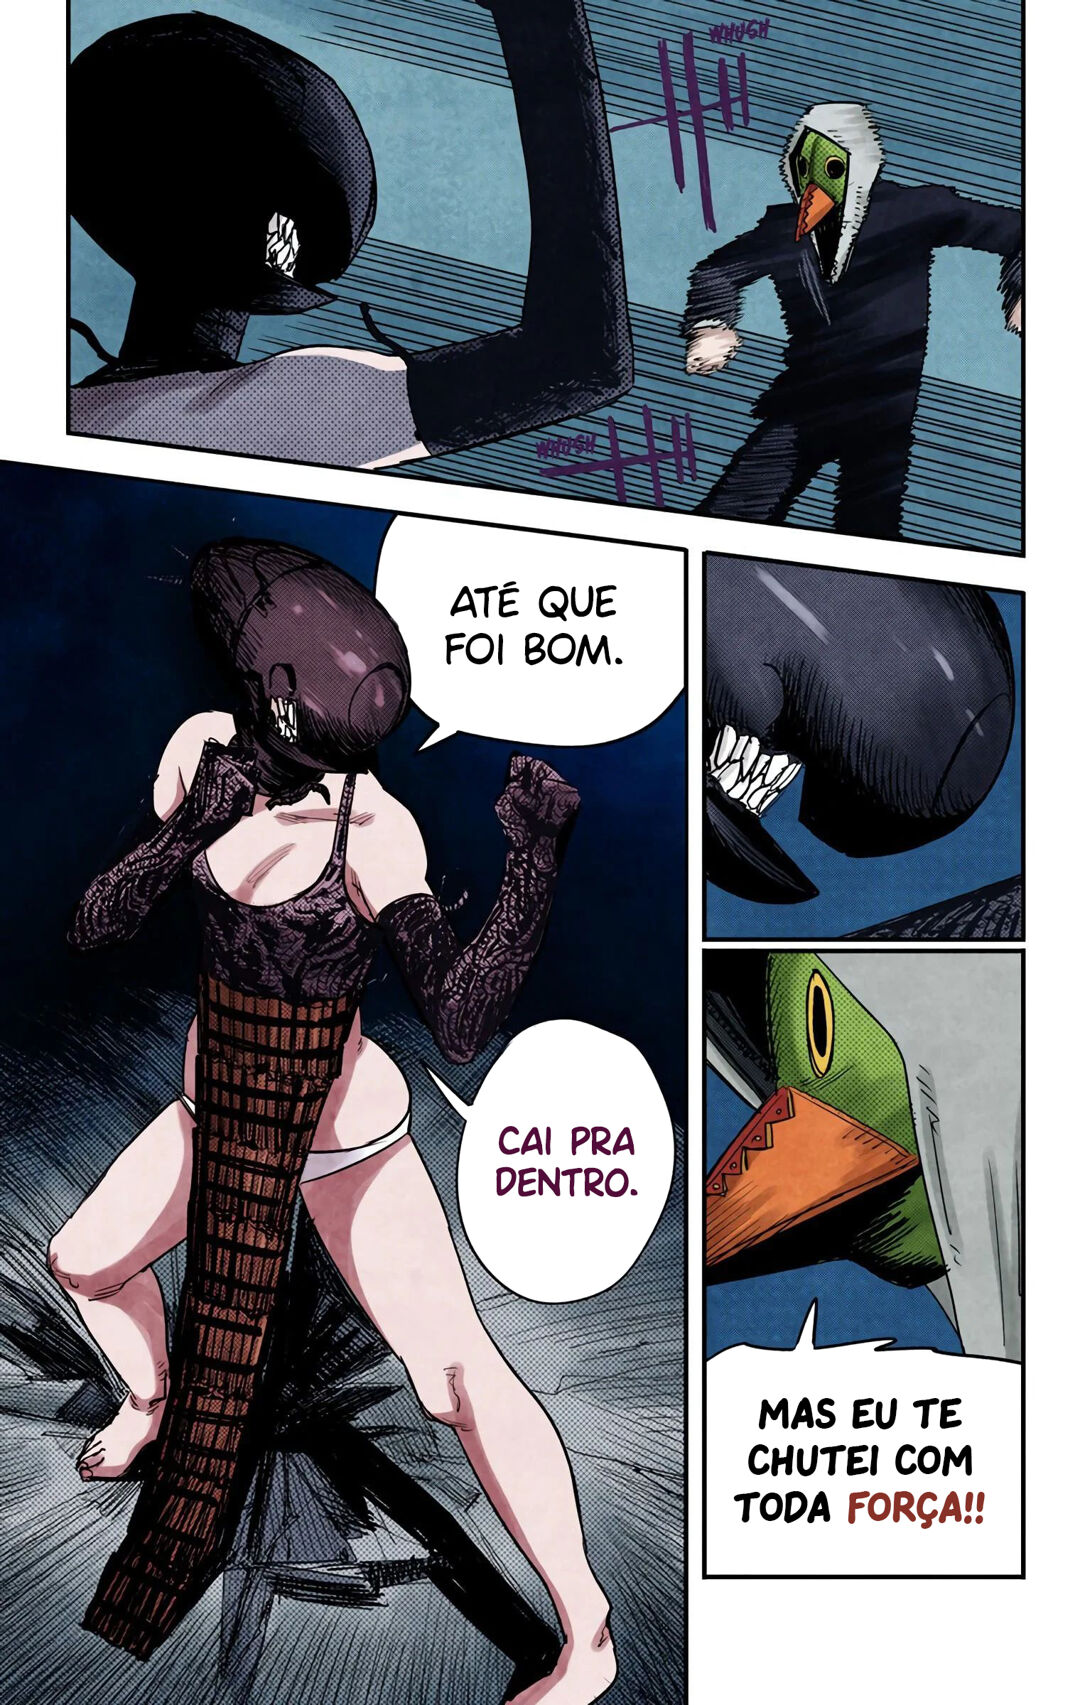 WHUSH
WHUSH
ATÉ QUE
FOI BOM.
CAI PRA
DENTRO.
MAS EU TE
CHUTEI COM
TODA FORÇA!!